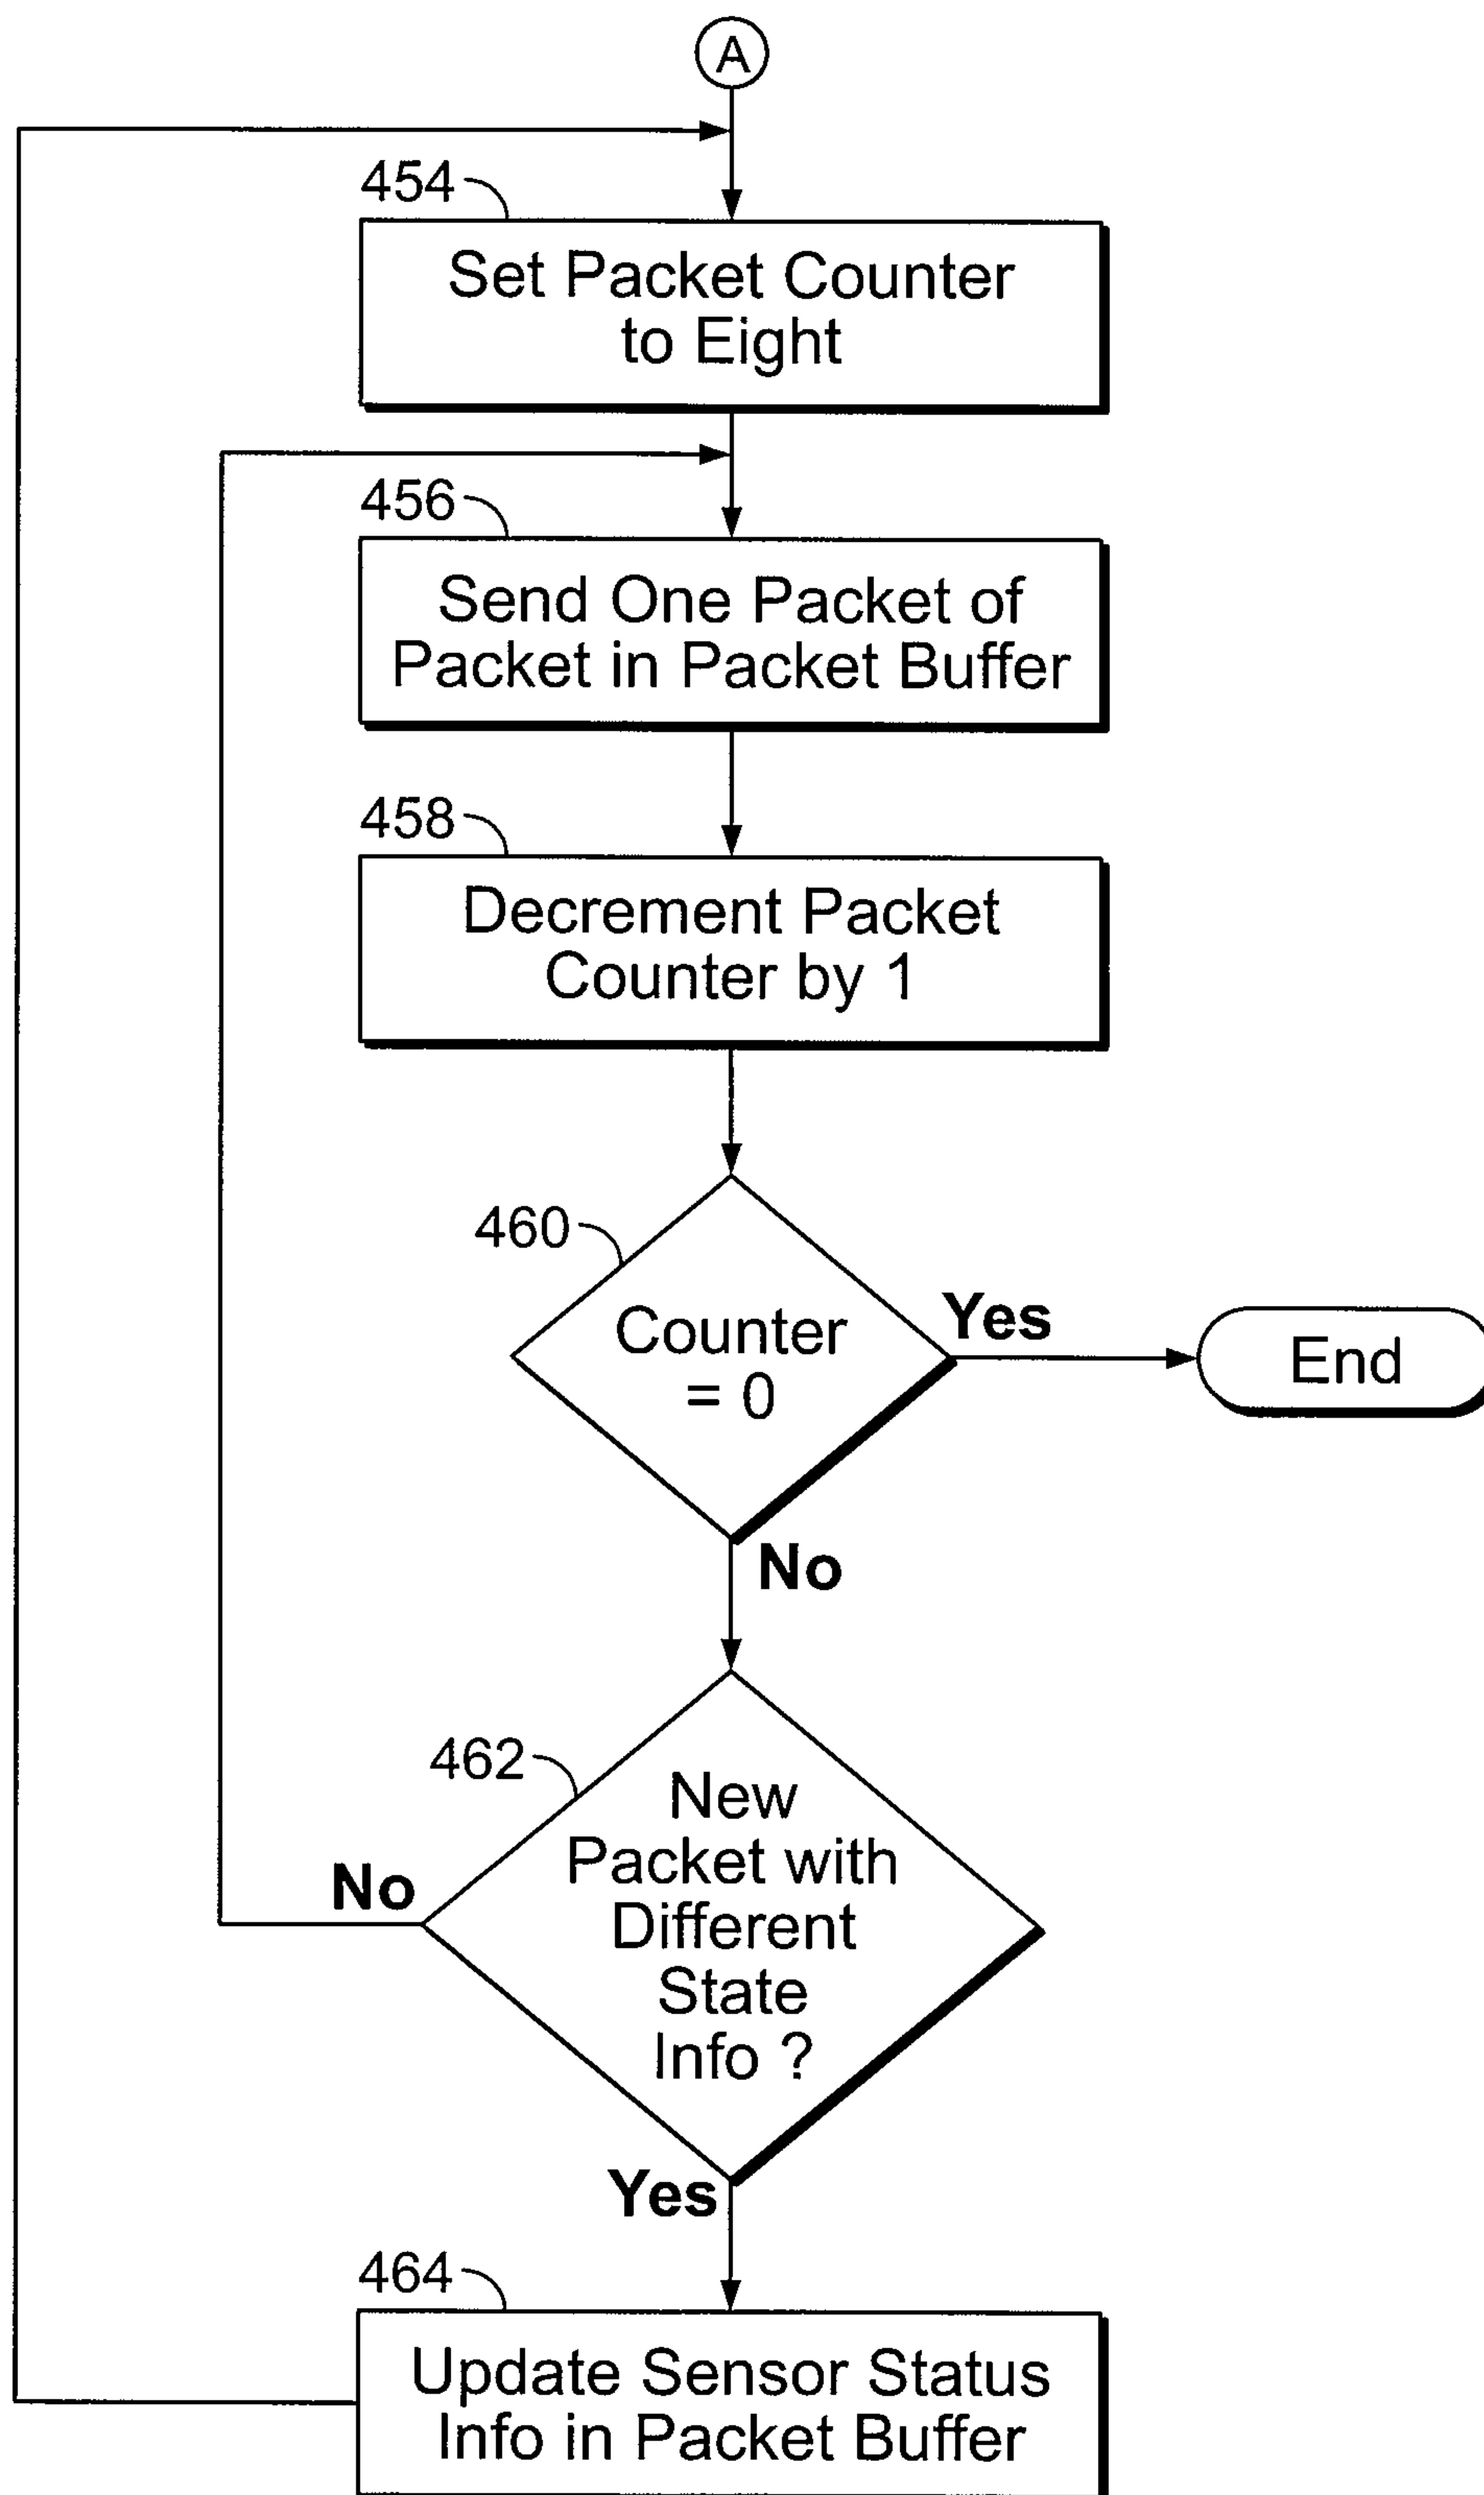 A
454
Set Packet Counter
to Eight
456
Send One Packet of
Packet in Packet Buffer
458
Decrement Packet
Counter by 1
460
Counter
= 0
Yes
End
No
462
New
Packet with
Different
State
Info ?
No
Yes
464
Update Sensor Status
Info in Packet Buffer